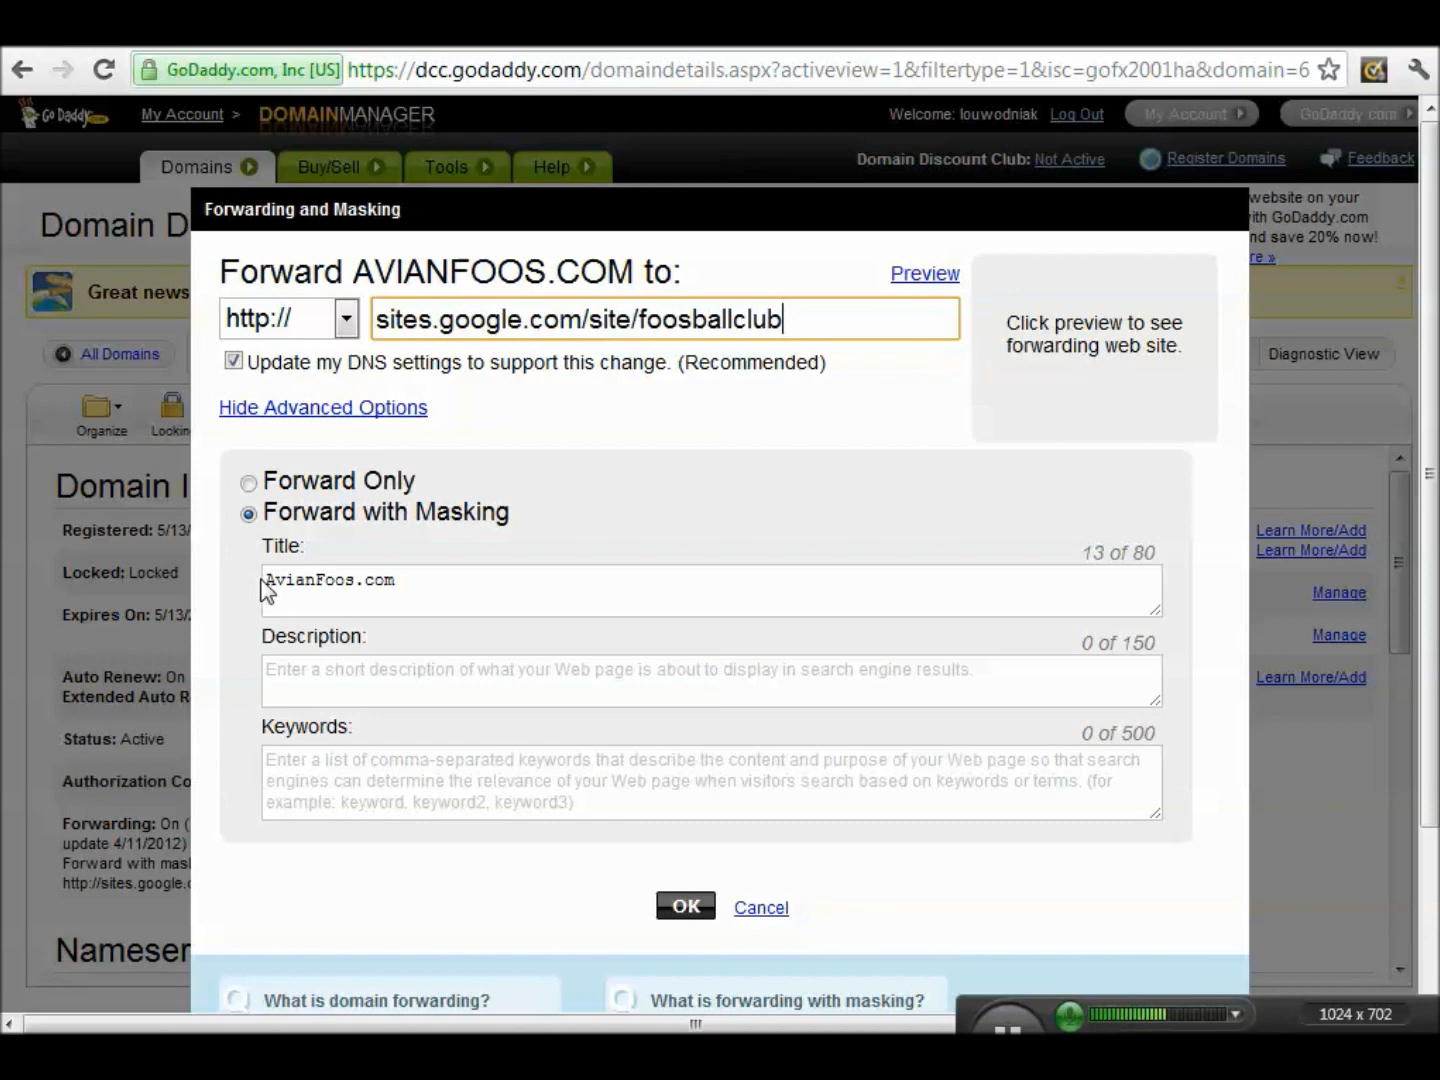 GoDaddy.com, Inc [US] https://dcc.godaddy.com/domaindetails.aspx?activeview=1&filtertype=1&isc=gofx2001ha&domain=6
Go Daddy.com My Account > DOMAINMANAGER Welcome: louwodniak Log Out My Account GoDaddy.com
Domains Buy/Sell Tools Help Domain Discount Club: Not Active Register Domains Feedback
Forwarding and Masking
website on your
Domain D
ith GoDaddy.com
nd save 20% now!
re »
Great news
Forward AVIANFOOS.COM to: Preview
http:// sites.google.com/site/foosballclub
Click preview to see
forwarding web site.
All Domains
Diagnostic View
Update my DNS settings to support this change. (Recommended)
Hide Advanced Options
Organize Lockin
Domain I
Forward Only
Forward with Masking
Registered: 5/13/
Learn More/Add
Learn More/Add
Title: 13 of 80
Locked: Locked
AvianFoos.com
Manage
Expires On: 5/13/2
Manage
Description: 0 of 150
Enter a short description of what your Web page is about to display in search engine results.
Auto Renew: On
Learn More/Add
Extended Auto R
Keywords: 0 of 500
Status: Active
Enter a list of comma-separated keywords that describe the content and purpose of your Web page so that search
engines can determine the relevance of your Web page when visitors search based on keywords or terms. (for
example: keyword, keyword2, keyword3)
Authorization Co
Forwarding: On (
update 4/11/2012)
Forward with mask
http://sites.google.c
OK Cancel
Nameser
What is domain forwarding? What is forwarding with masking?
1024 x 702